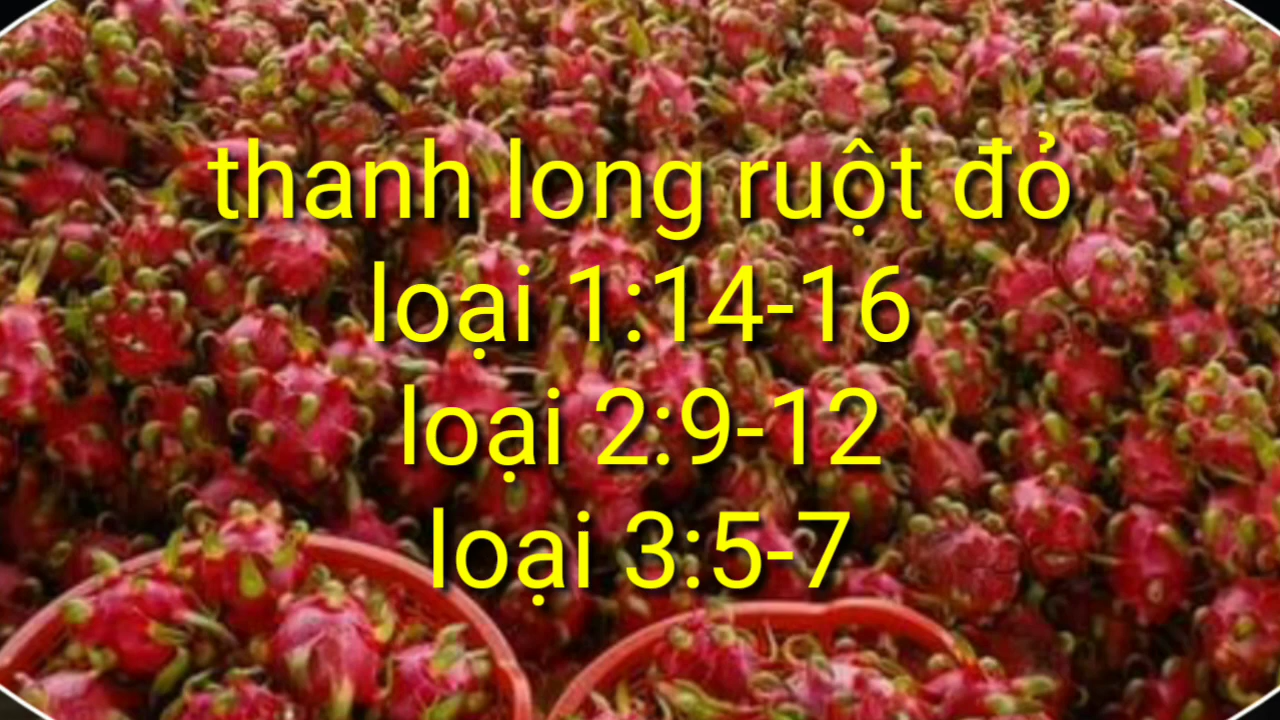 thanh long ruột đỏ
loại 1:14-16
loại 2:9-12
loại 3:5-7